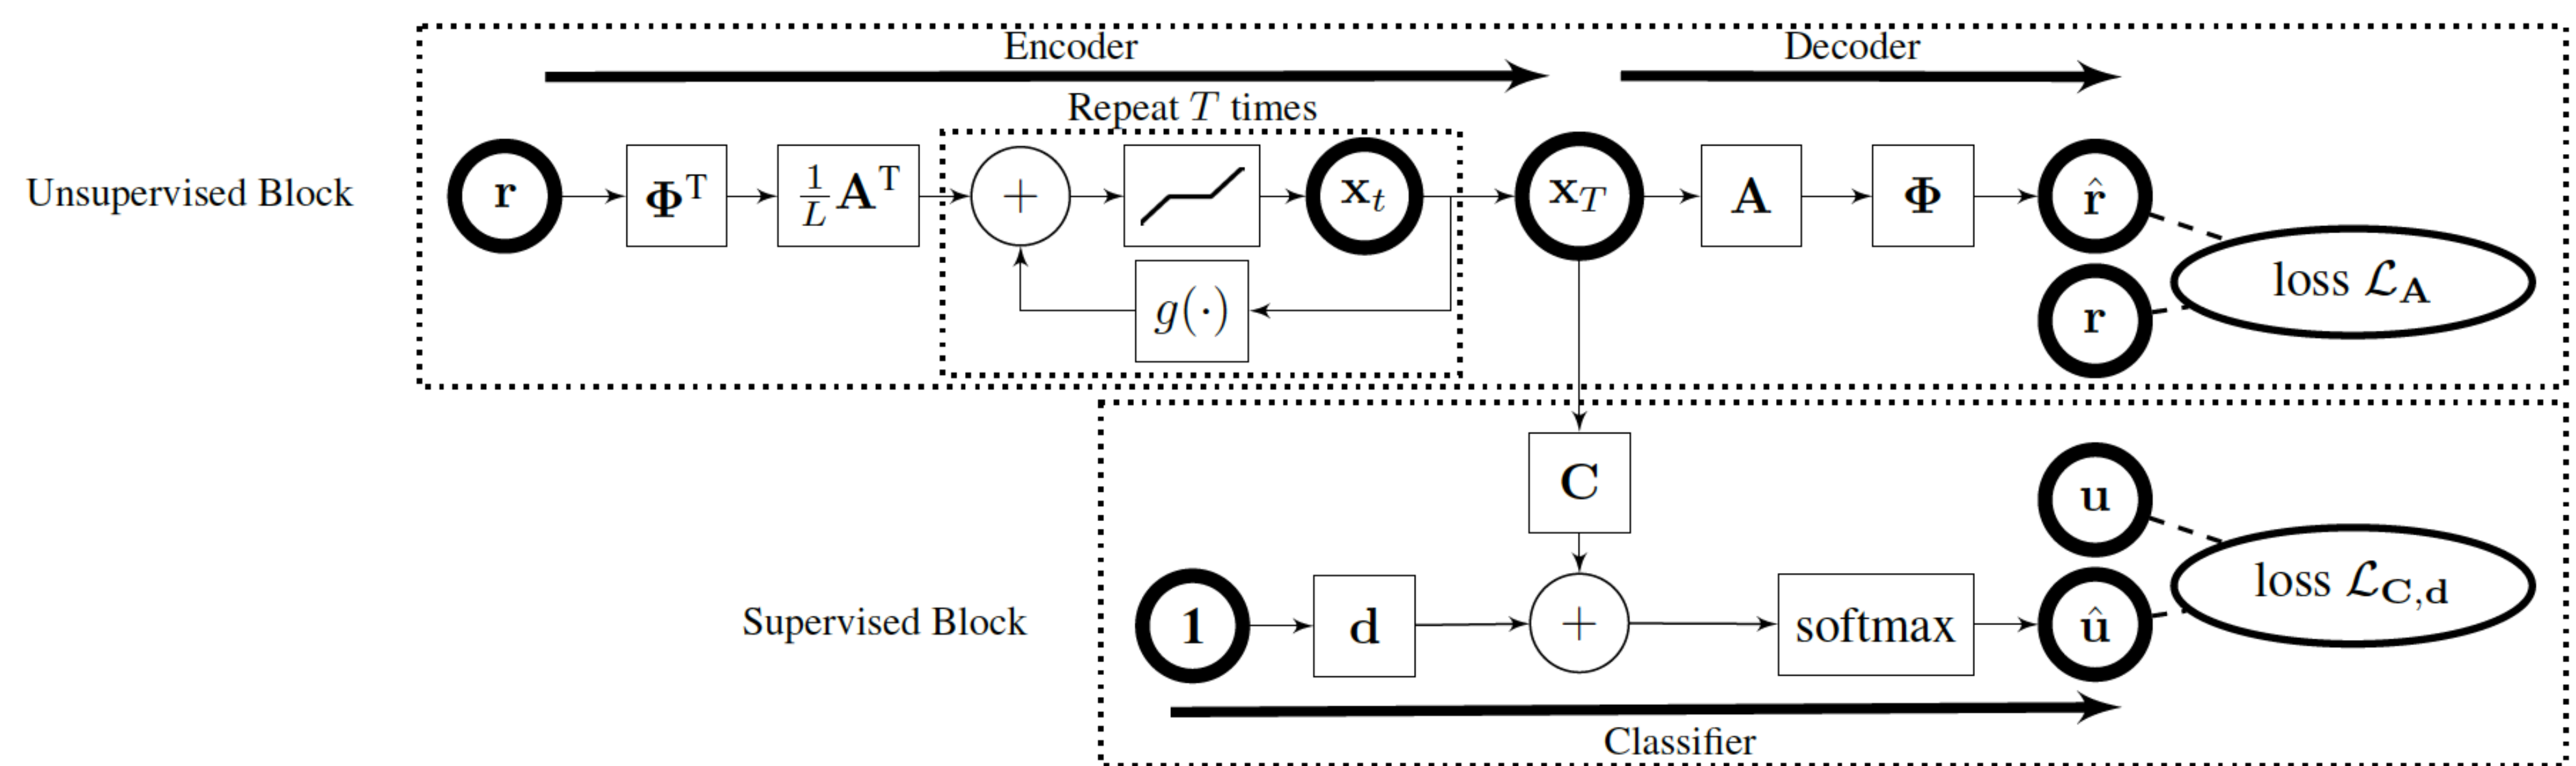 Encoder
Decoder
Repeat T times
Unsupervised Block
r
Φ^T
1/L A^T
+
x_t
x_T
A
Φ
r̂
g(·)
r
loss ℒ_A
C
u
Supervised Block
1
d
+
softmax
û
loss ℒ_C,d
Classifier